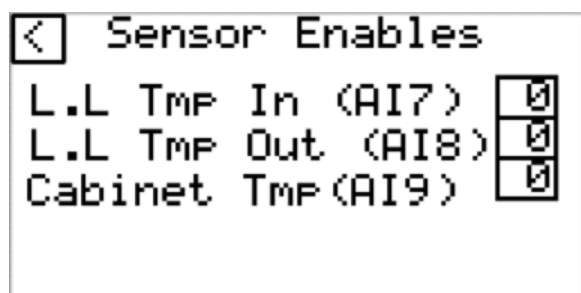 < Sensor Enables
L.L Tmp In (AI7) 0
L.L Tmp Out (AI8) 0
Cabinet Tmp(AI9) 0